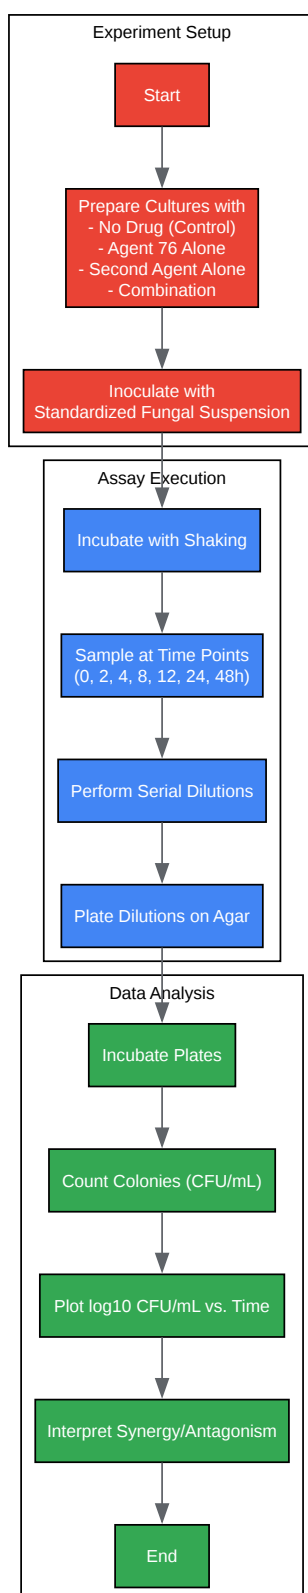 Experiment Setup
Start
Prepare Cultures with
- No Drug (Control)
- Agent 76 Alone
- Second Agent Alone
- Combination
Inoculate with
Standardized Fungal Suspension
Assay Execution
Incubate with Shaking
Sample at Time Points
(0, 2, 4, 8, 12, 24, 48h)
Perform Serial Dilutions
Plate Dilutions on Agar
Data Analysis
Incubate Plates
Count Colonies (CFU/mL)
Plot log10 CFU/mL vs. Time
Interpret Synergy/Antagonism
End